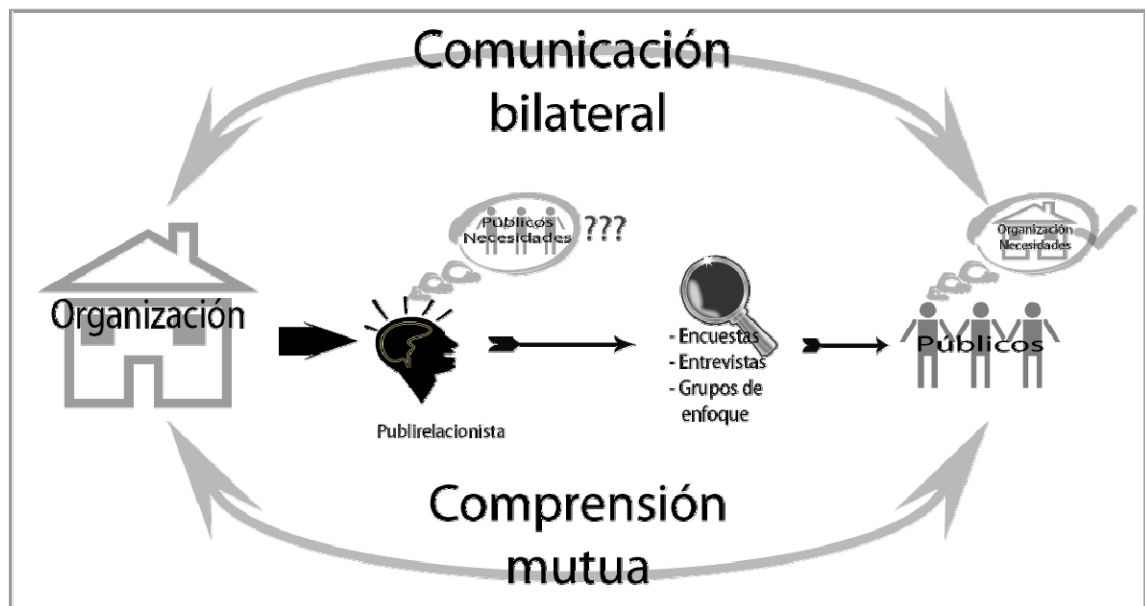 Comunicación
bilateral
Públicos
Necesidades
???
Organización
Necesidades
Organización
- Encuestas
- Entrevistas
- Grupos de
enfoque
Públicos
Publirelacionista
Comprensión
mutua